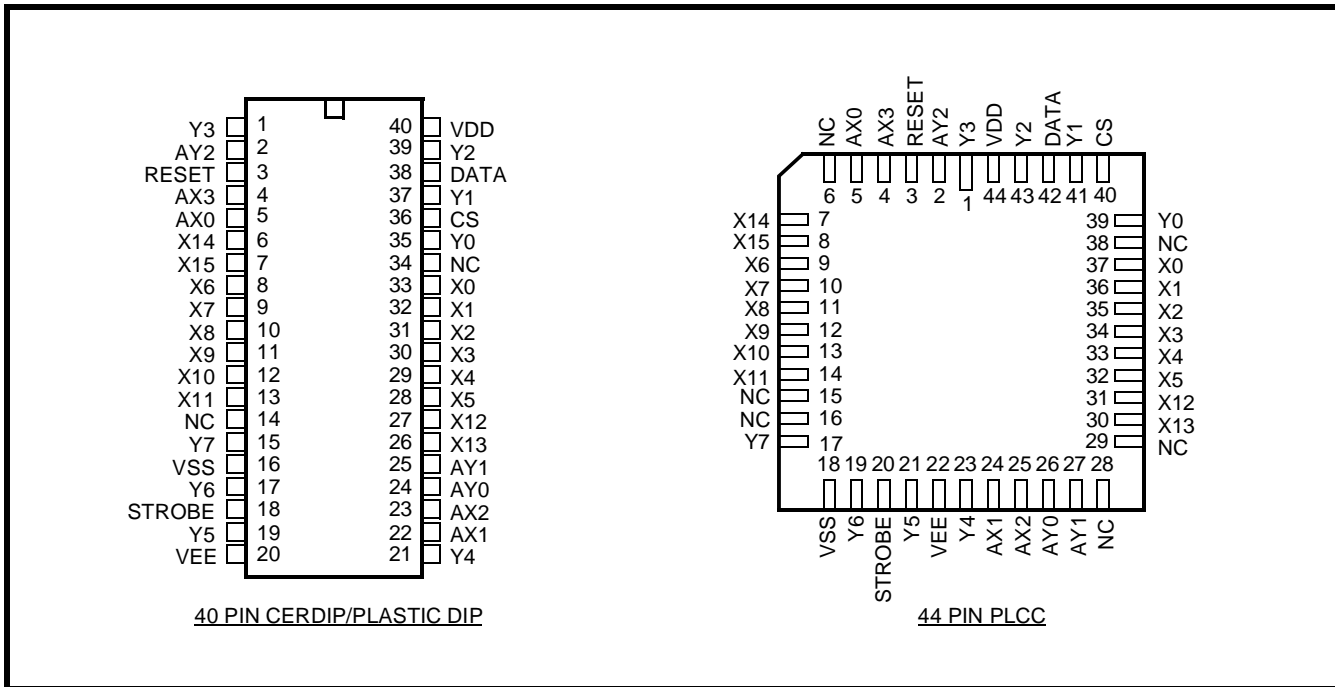 Y3 1 40 VDD
AY2 2 39 Y2
RESET 3 38 DATA
AX3 4 37 Y1
AX0 5 36 CS
X14 6 35 Y0
X15 7 34 NC
X6 8 33 X0
X7 9 32 X1
X8 10 31 X2
X9 11 30 X3
X10 12 29 X4
X11 13 28 X5
NC 14 27 X12
Y7 15 26 X13
VSS 16 25 AY1
Y6 17 24 AY0
STROBE 18 23 AX2
Y5 19 22 AX1
VEE 20 21 Y4
40 PIN CERDIP/PLASTIC DIP
NC AX0 AX3 RESET AY2 Y3 VDD Y2 DATA Y1 CS
6 5 4 3 2 1 44 43 42 41 40
X14 7 39 Y0
X15 8 38 NC
X6 9 37 X0
X7 10 36 X1
X8 11 35 X2
X9 12 34 X3
X10 13 33 X4
X11 14 32 X5
NC 15 31 X12
NC 16 30 X13
Y7 17 29 NC
18 19 20 21 22 23 24 25 26 27 28
VSS Y6 STROBE Y5 VEE Y4 AX1 AX2 AY0 AY1 NC
44 PIN PLCC